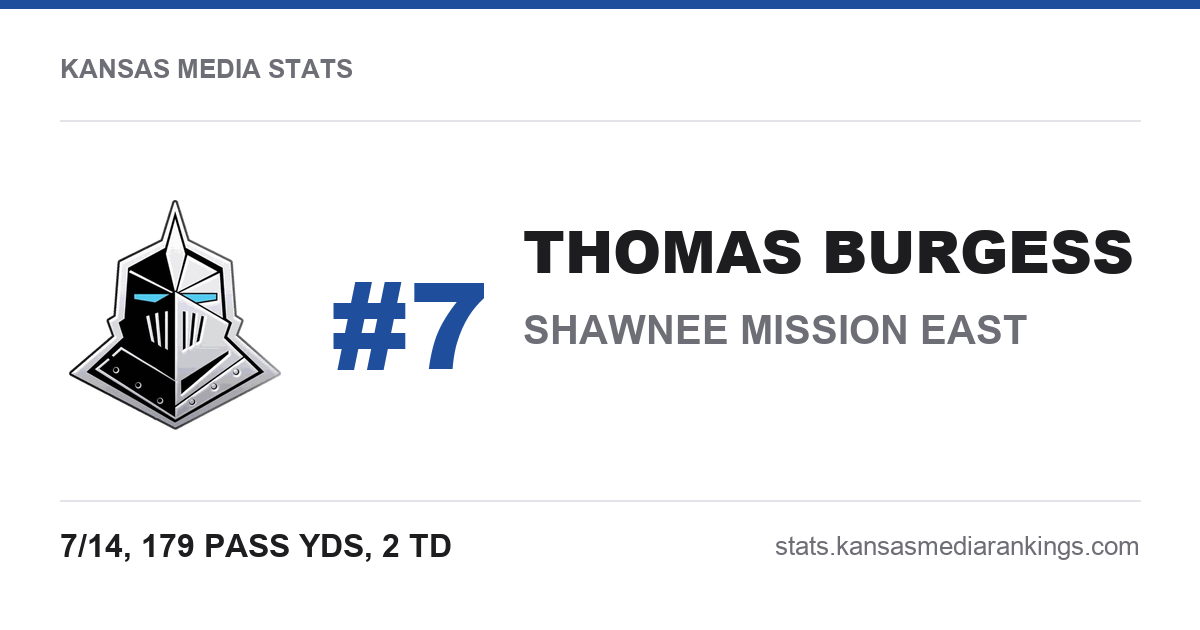 KANSAS MEDIA STATS
#7
THOMAS BURGESS
SHAWNEE MISSION EAST
7/14, 179 PASS YDS, 2 TD
stats.kansasmediarankings.com